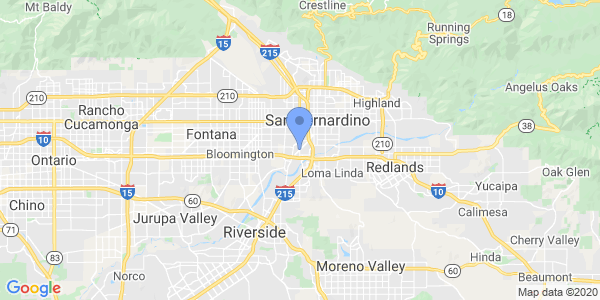 Mt Baldy
Crestline
Running
Springs
15
215
Angelus Oaks
210
210
Rancho
Cucamonga
Highland
San Bernardino
38
10
Fontana
210
Ontario
Bloomington
Redlands
Oak Glen
Loma Linda
Yucaipa
15
60
215
10
Chino
Jurupa Valley
Calimesa
71
Riverside
Cherry Valley
83
Hinda
Norco
Moreno Valley
60
Beaumont
Google
Map data ©2020